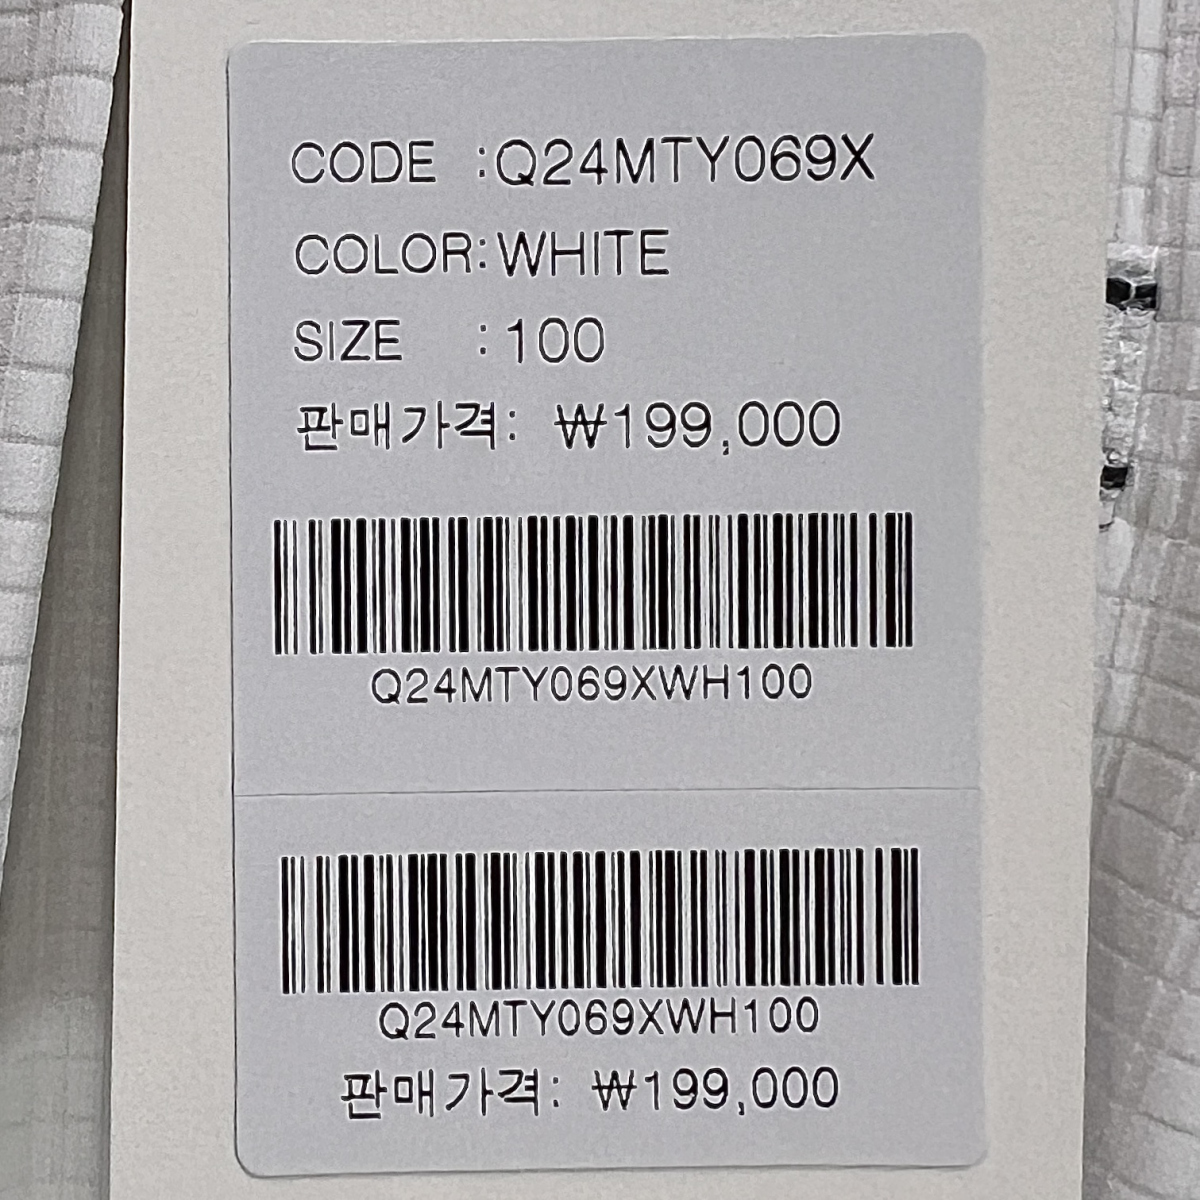 CODE :Q24MTY069X
COLOR:WHITE
SIZE :100
판매가격: ₩199,000
Q24MTY069XWH100
Q24MTY069XWH100
판매가격: ₩199,000